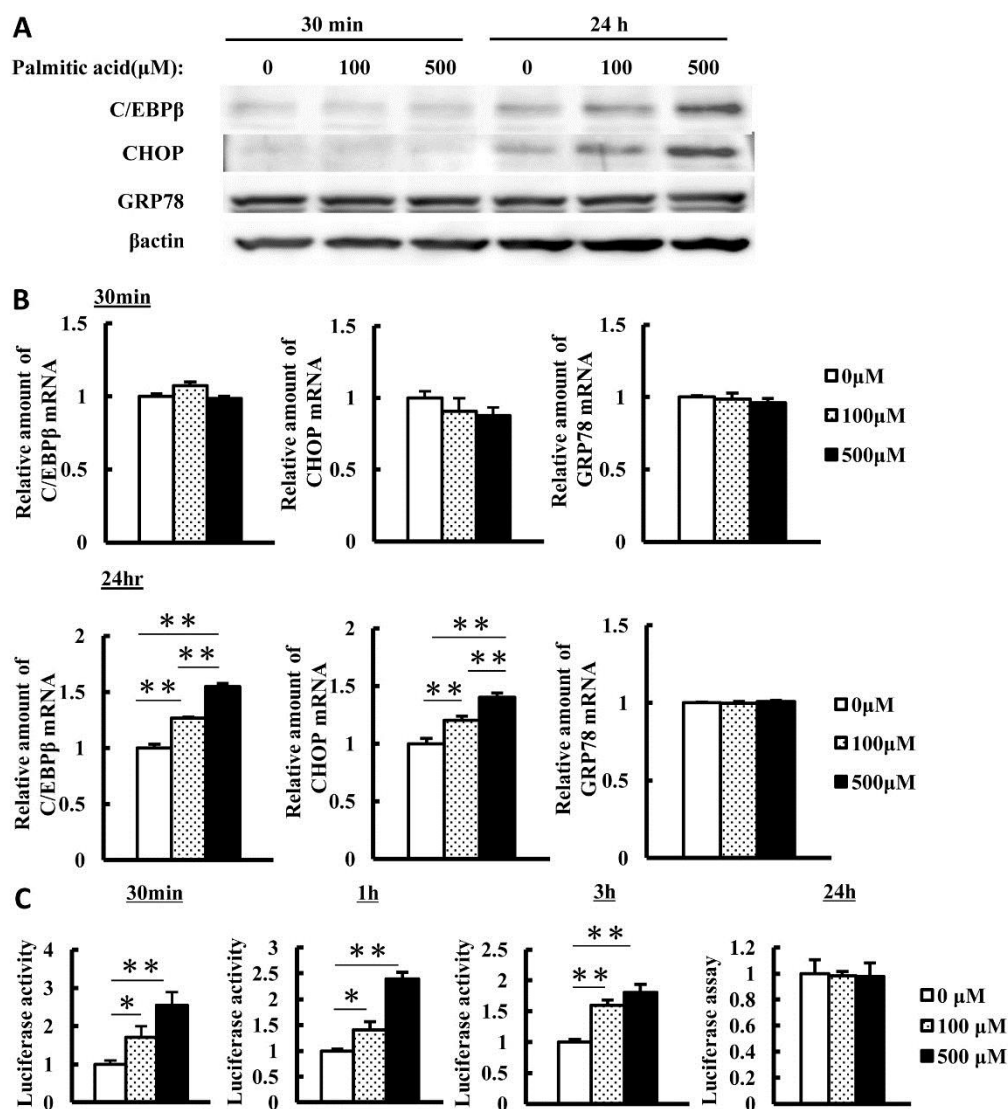 A
30 min 24 h
Palmitic acid(μM): 0 100 500 0 100 500
C/EBPβ
CHOP
GRP78
βactin
B
30min
Relative amount of
C/EBPβ mRNA
1.5
1
0.5
0
Relative amount of
CHOP mRNA
1.5
1
0.5
0
Relative amount of
GRP78 mRNA
1.5
1
0.5
0
0μM
100μM
500μM
24hr
Relative amount of
C/EBPβ mRNA
2
1.5
1
0.5
0
**
**
**
Relative amount of
CHOP mRNA
2
1.5
1
0.5
0
**
**
**
Relative amount of
GRP78 mRNA
1.5
1
0.5
0
0μM
100μM
500μM
C
30min
Luciferase activity
4
3
2
1
0
**
*
1h
Luciferase activity
3
2.5
2
1.5
1
0.5
0
**
*
3h
Luciferase activity
2.5
2
1.5
1
0.5
0
**
**
24h
Luciferase assay
1.2
1
0.8
0.6
0.4
0.2
0
0 μM
100 μM
500 μM